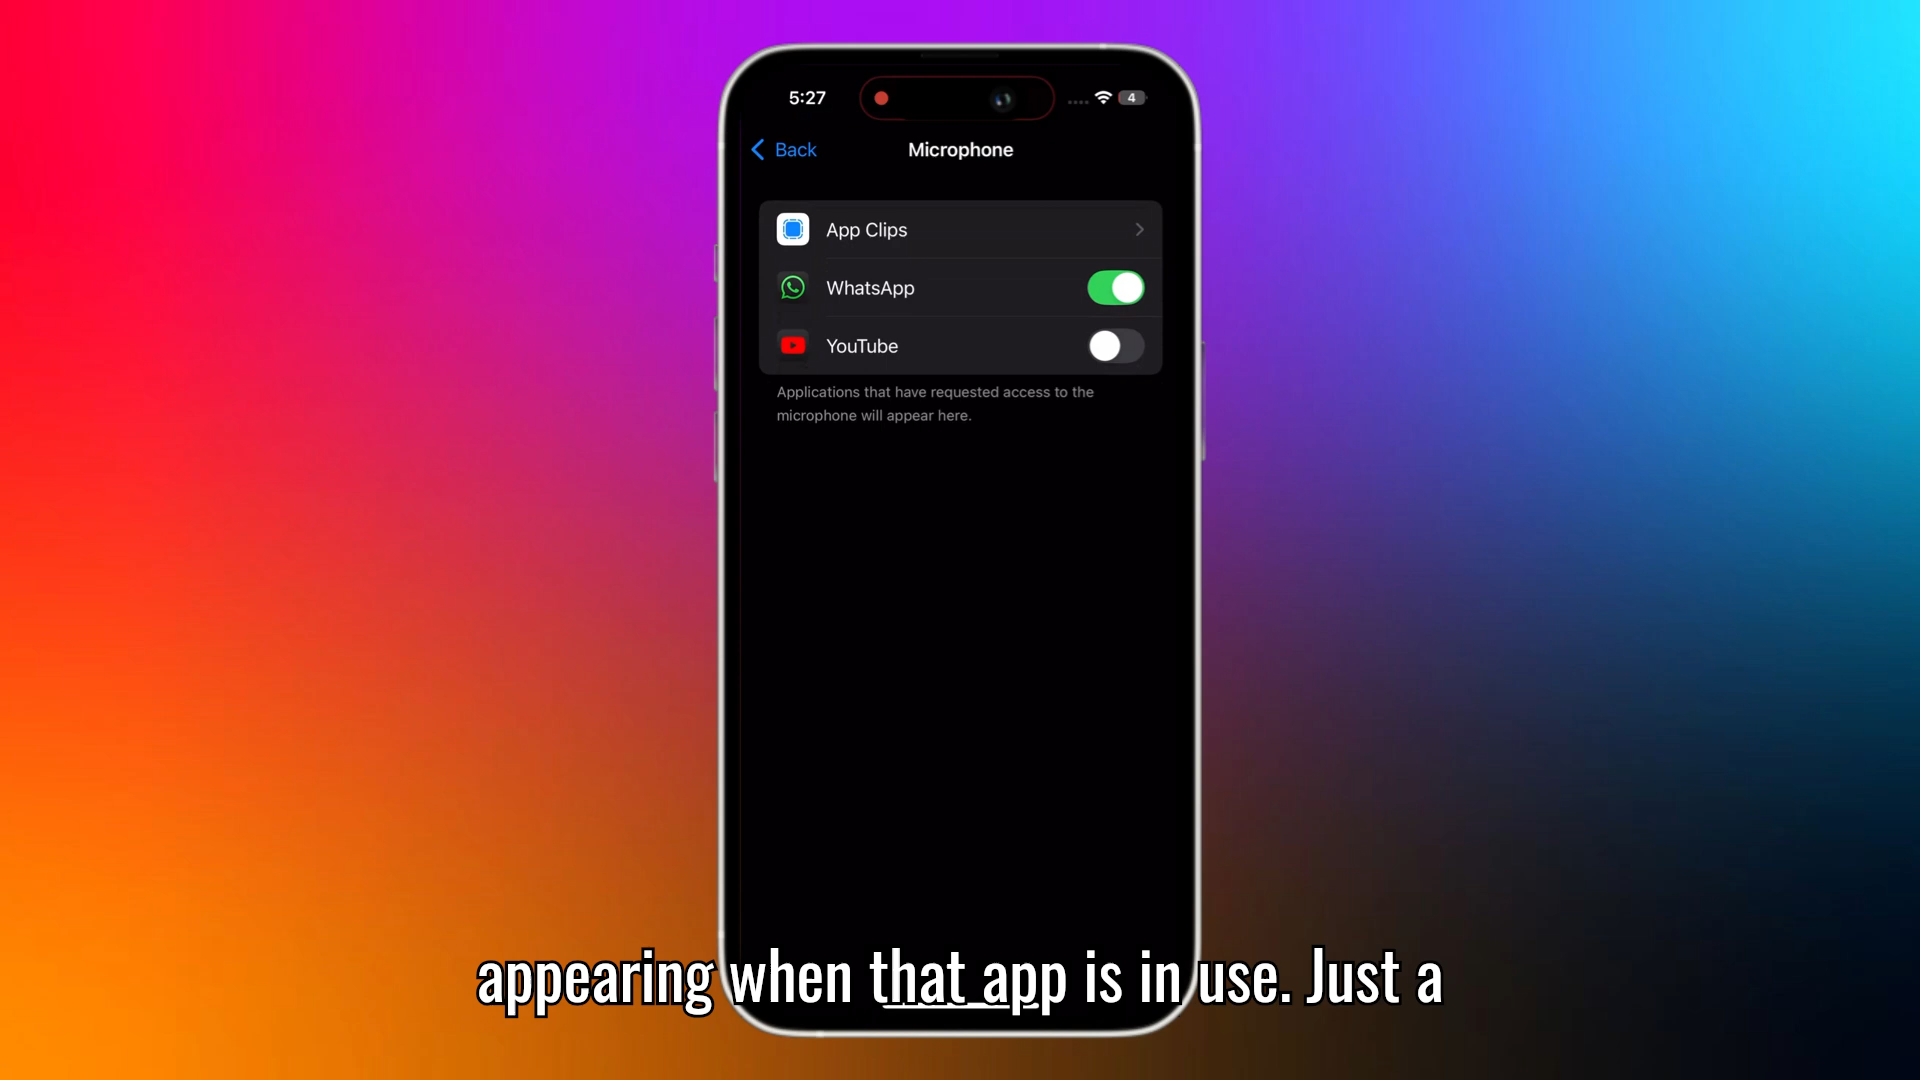 5:27
4
Back
Microphone
App Clips
WhatsApp
YouTube
Applications that have requested access to the
microphone will appear here.
appearing when that app is in use. Just a